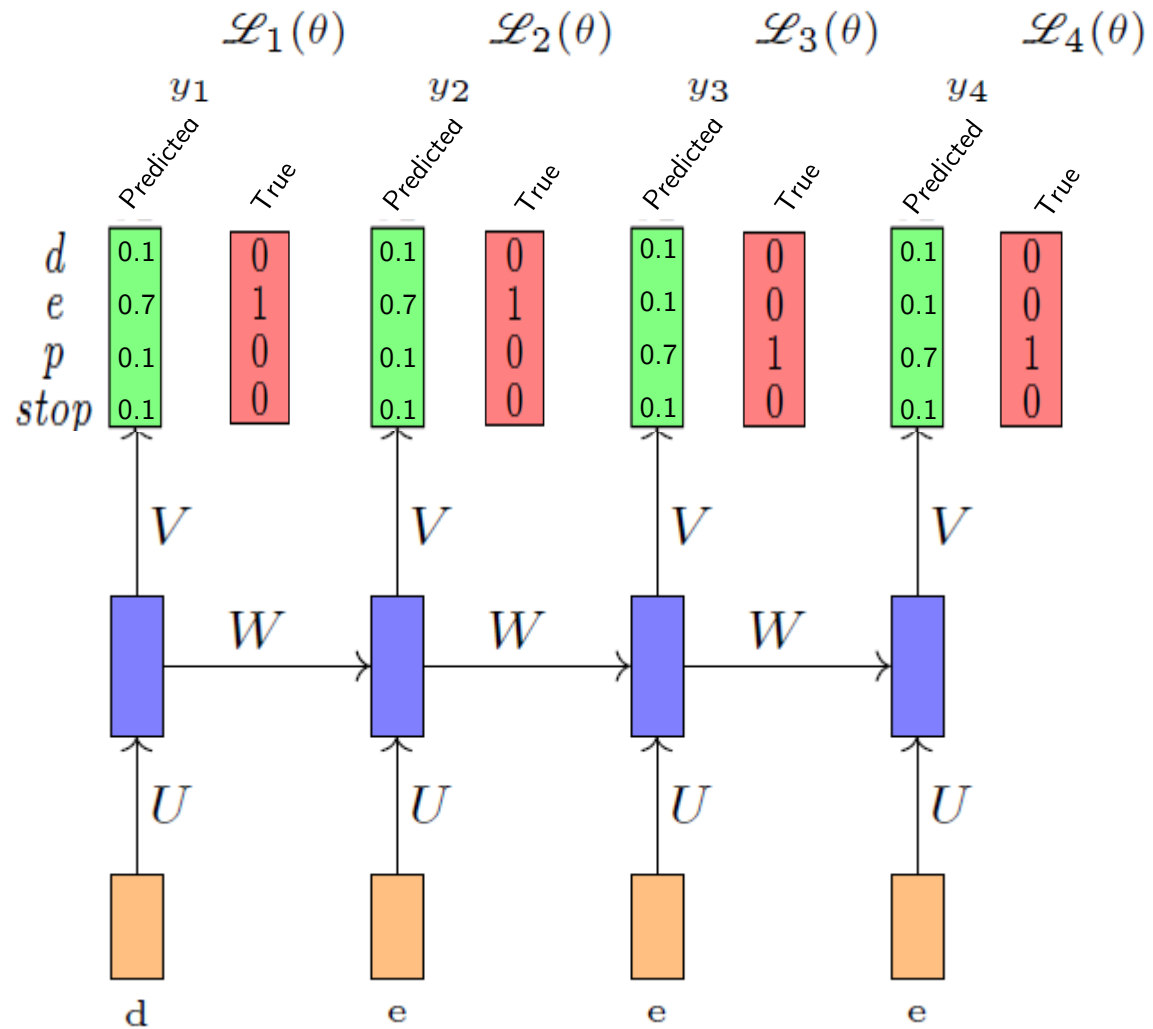 ℒ1(θ) ℒ2(θ) ℒ3(θ) ℒ4(θ)
y1 y2 y3 y4
Predicted True Predicted True Predicted True Predicted True
d 0.1 0 0.1 0 0.1 0 0.1 0
e 0.7 1 0.7 1 0.1 0 0.1 0
p 0.1 0 0.1 0 0.7 1 0.7 1
stop 0.1 0 0.1 0 0.1 0 0.1 0
V V V V
W W W
U U U U
d e e e